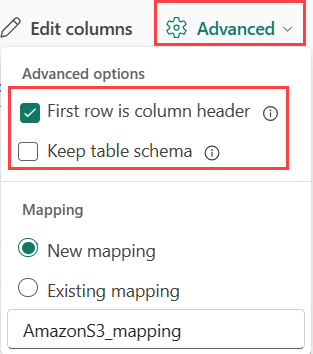 Edit columns
Advanced
Advanced options
First row is column header
Keep table schema
Mapping
New mapping
Existing mapping
AmazonS3_mapping